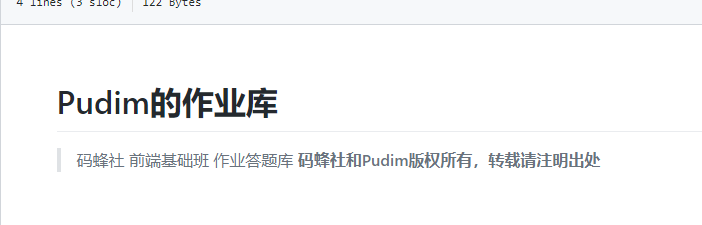 4 lines (3 sloc) 122 Bytes
Pudim的作业库
码蜂社 前端基础班 作业答题库 码蜂社和Pudim版权所有，转载请注明出处